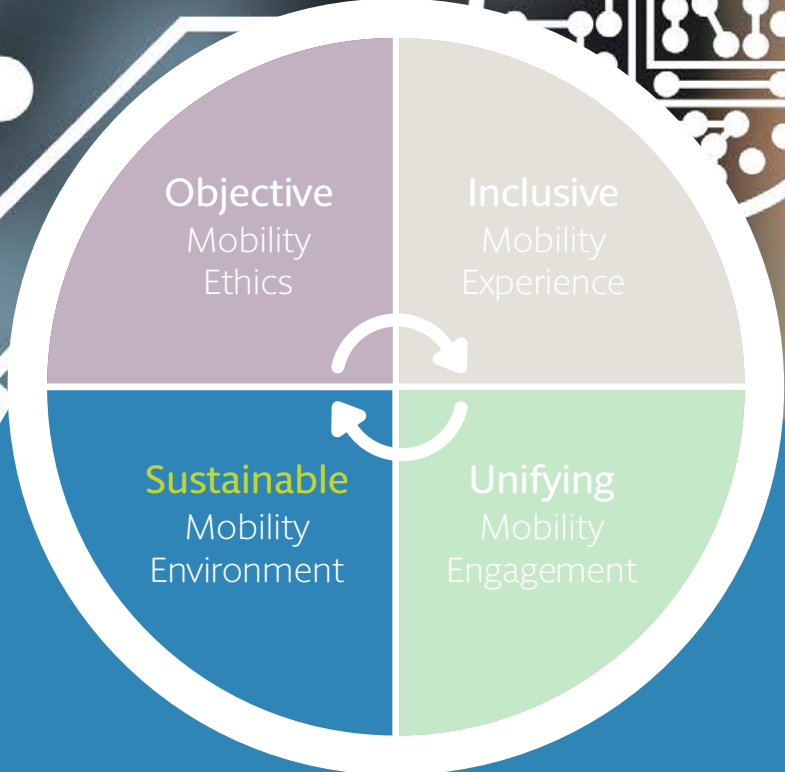 Objective
Mobility
Ethics
Inclusive
Mobility
Experience
Sustainable
Mobility
Environment
Unifying
Mobility
Engagement